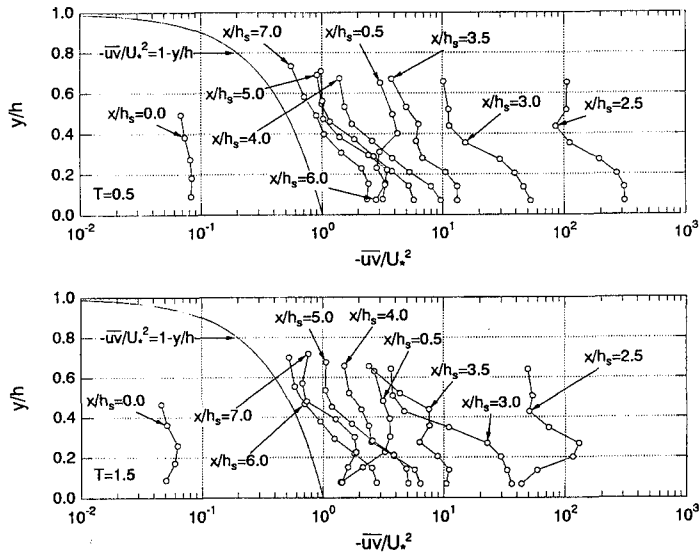 x/hₛ=7.0
x/hₛ=0.5
x/hₛ=3.5
-u̅v̅/U*²=1-y/h
x/hₛ=5.0
x/hₛ=4.0
x/hₛ=0.0
x/hₛ=3.0
x/hₛ=2.5
x/hₛ=6.0
T=0.5
y/h
1.0
0.8
0.6
0.4
0.2
0.0
10⁻²
10⁻¹
10⁰
10¹
10²
10³
-u̅v̅/U*²
x/hₛ=5.0
x/hₛ=4.0
-u̅v̅/U*²=1-y/h
x/hₛ=0.5
x/hₛ=2.5
x/hₛ=3.5
x/hₛ=0.0
x/hₛ=7.0
x/hₛ=3.0
x/hₛ=6.0
T=1.5
y/h
1.0
0.8
0.6
0.4
0.2
0.0
10⁻²
10⁻¹
10⁰
10¹
10²
10³
-u̅v̅/U*²